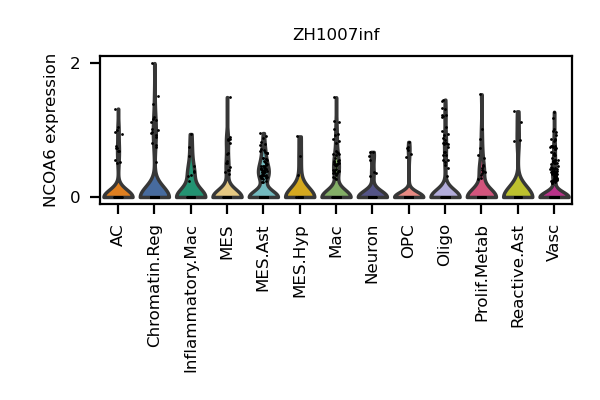 ZH1007inf
NCOA6 expression
2
0
AC
Chromatin.Reg
Inflammatory.Mac
MES
MES.Ast
MES.Hyp
Mac
Neuron
OPC
Oligo
Prolif.Metab
Reactive.Ast
Vasc